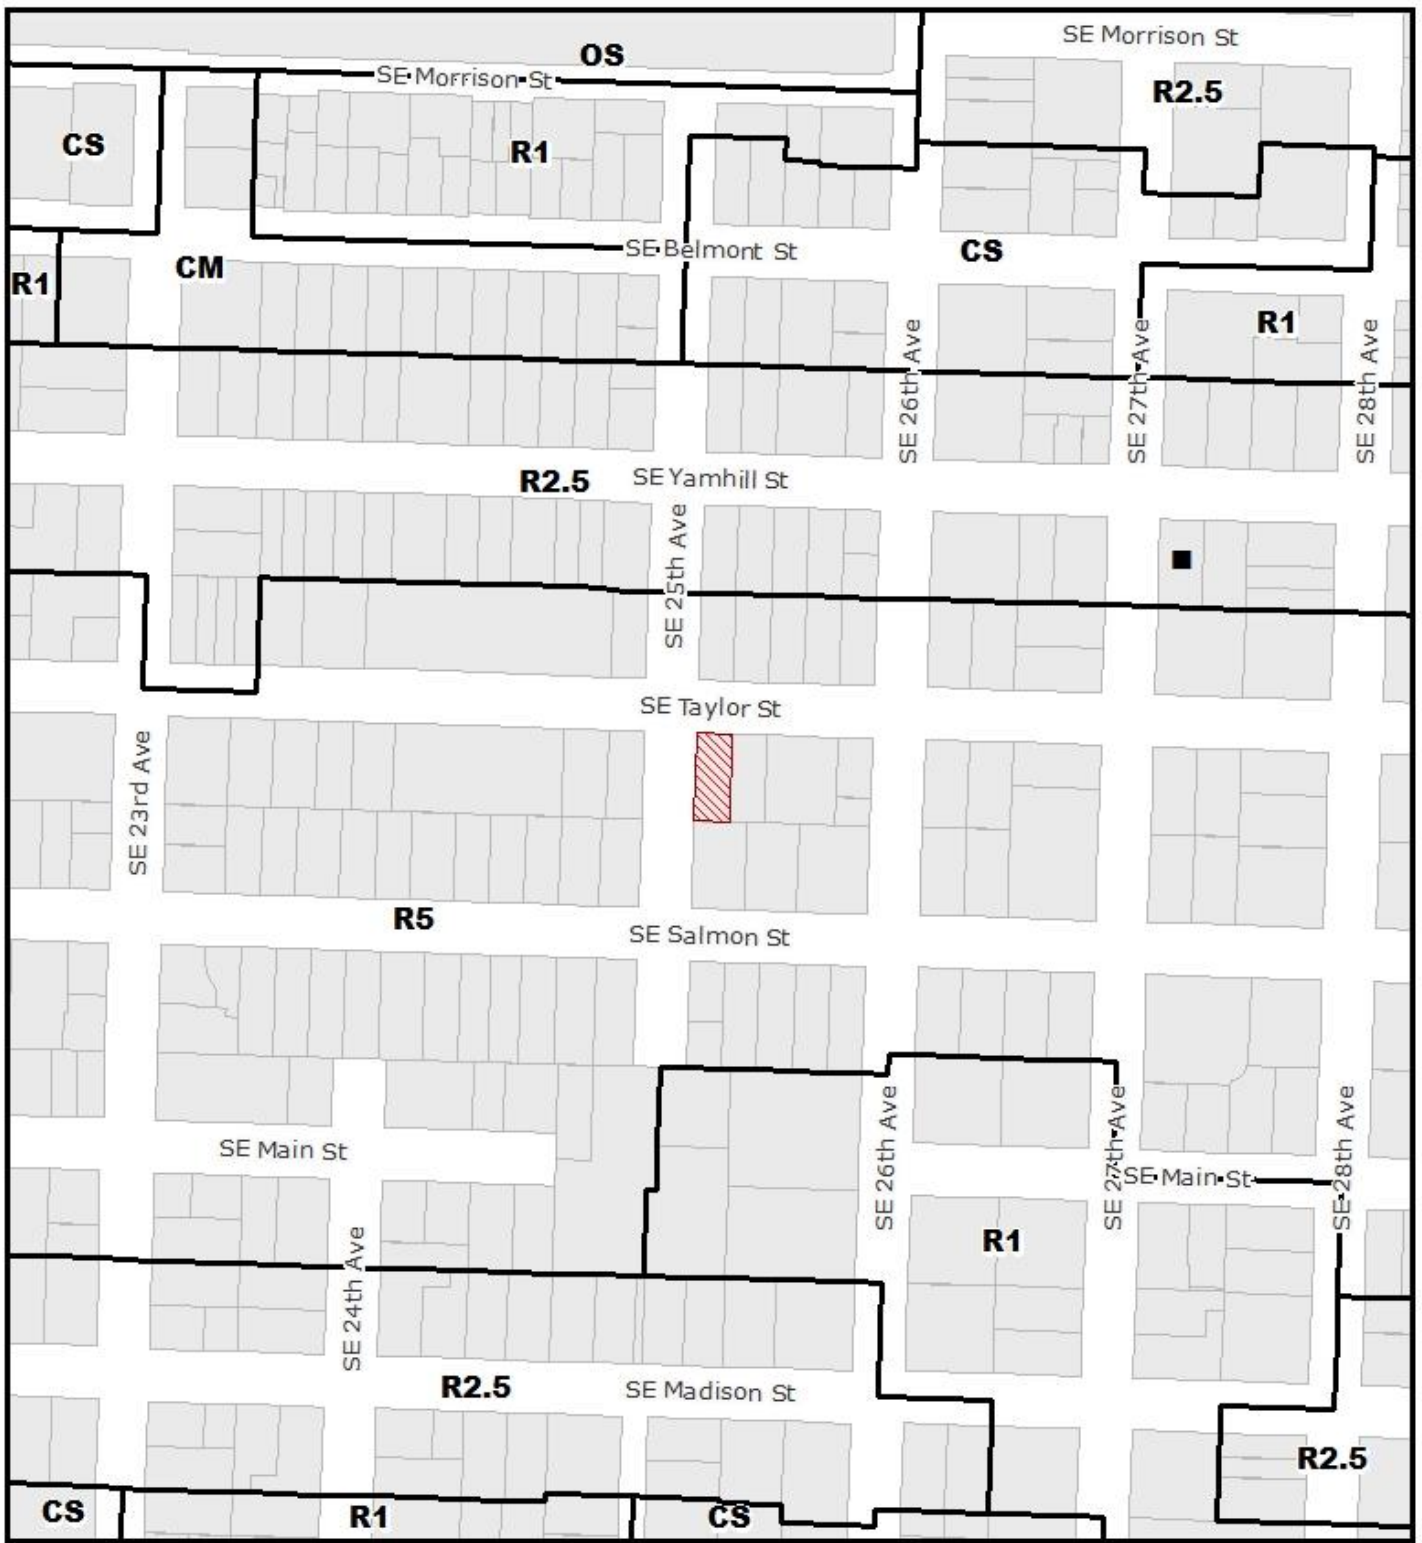 SE Morrison St
OS
SE Morrison St
R2.5
CS
R1
SE Belmont St
CS
CM
R1
R1
SE 26th Ave
SE 27th Ave
SE 28th Ave
R2.5
SE Yamhill St
SE 25th Ave
SE Taylor St
SE 23rd Ave
R5
SE Salmon St
SE Main St
SE 26th Ave
SE 27th Ave
SE 28th Ave
SE Main St
R1
SE 24th Ave
R2.5
SE Madison St
R2.5
CS
R1
CS